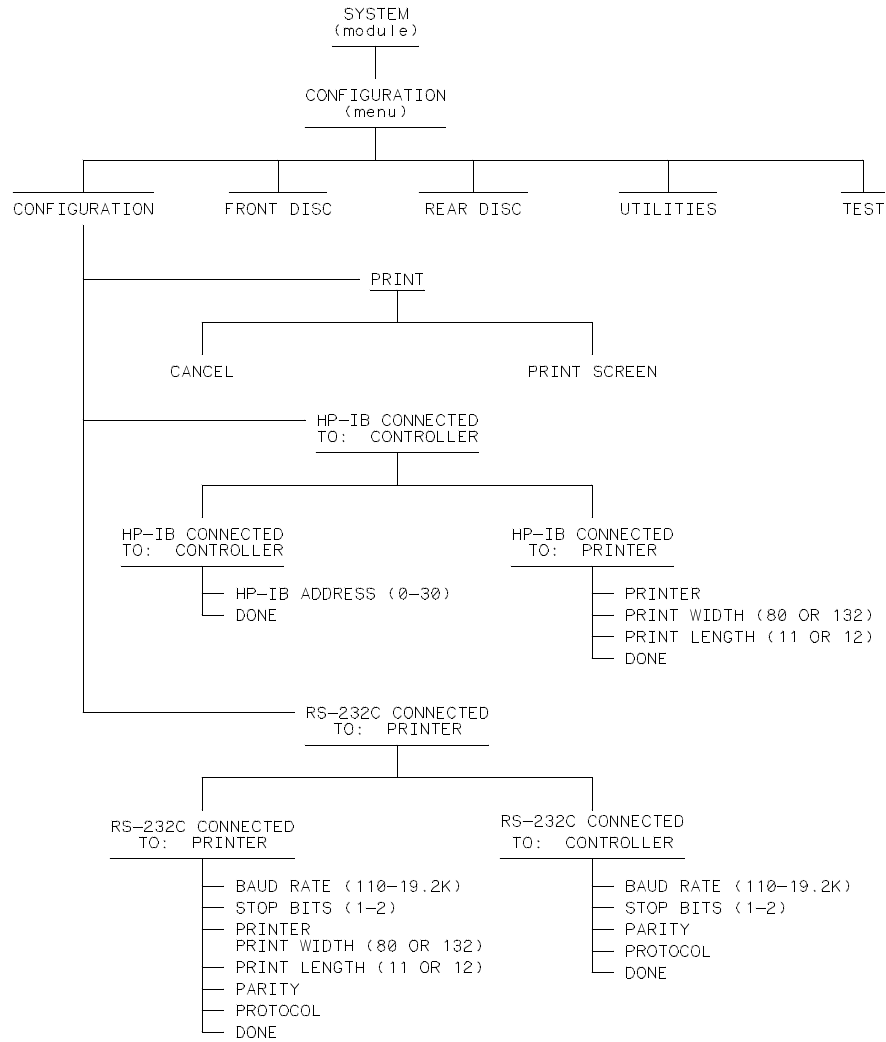 SYSTEM
(module)
CONFIGURATION
(menu)
CONFIGURATION
FRONT DISC
REAR DISC
UTILITIES
TEST
PRINT
CANCEL
PRINT SCREEN
HP-IB CONNECTED
TO: CONTROLLER
HP-IB CONNECTED
TO: CONTROLLER
HP-IB ADDRESS (0-30)
DONE
HP-IB CONNECTED
TO: PRINTER
PRINTER
PRINT WIDTH (80 OR 132)
PRINT LENGTH (11 OR 12)
DONE
RS-232C CONNECTED
TO: PRINTER
RS-232C CONNECTED
TO: PRINTER
BAUD RATE (110-19.2K)
STOP BITS (1-2)
PRINTER
PRINT WIDTH (80 OR 132)
PRINT LENGTH (11 OR 12)
PARITY
PROTOCOL
DONE
RS-232C CONNECTED
TO: CONTROLLER
BAUD RATE (110-19.2K)
STOP BITS (1-2)
PARITY
PROTOCOL
DONE